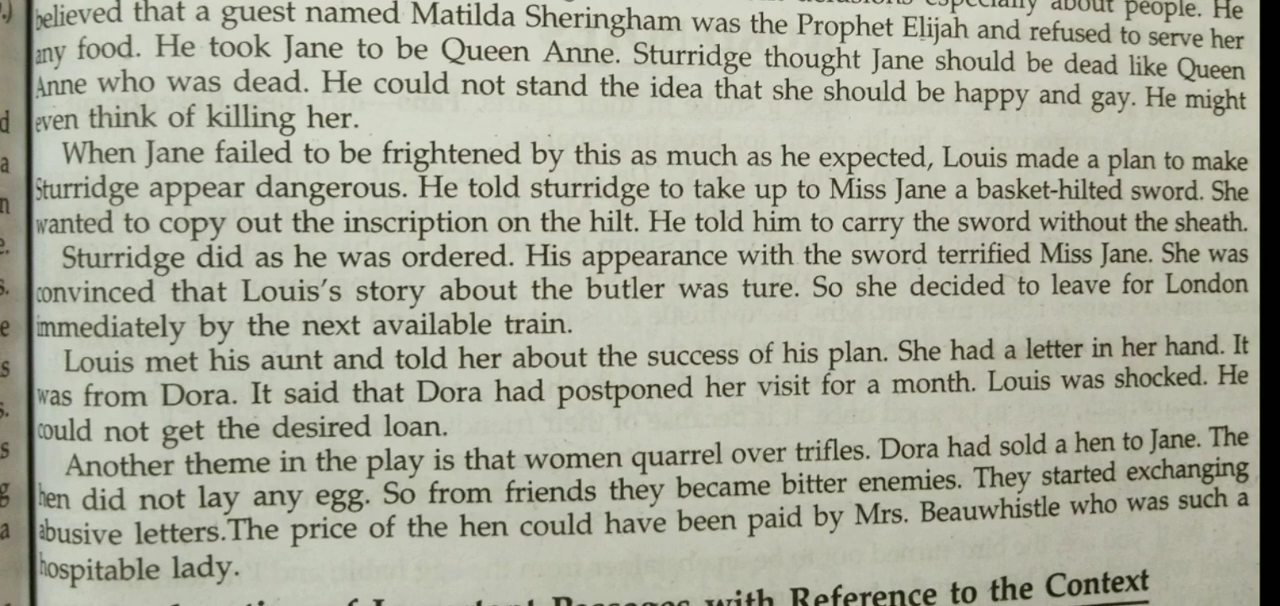 especially about people. He
believed that a guest named Matilda Sheringham was the Prophet Elijah and refused to serve her
any food. He took Jane to be Queen Anne. Sturridge thought Jane should be dead like Queen
Anne who was dead. He could not stand the idea that she should be happy and gay. He might
even think of killing her.
When Jane failed to be frightened by this as much as he expected, Louis made a plan to make
Sturridge appear dangerous. He told sturridge to take up to Miss Jane a basket-hilted sword. She
wanted to copy out the inscription on the hilt. He told him to carry the sword without the sheath.
Sturridge did as he was ordered. His appearance with the sword terrified Miss Jane. She was
convinced that Louis's story about the butler was ture. So she decided to leave for London
immediately by the next available train.
Louis met his aunt and told her about the success of his plan. She had a letter in her hand. It
was from Dora. It said that Dora had postponed her visit for a month. Louis was shocked. He
could not get the desired loan.
Another theme in the play is that women quarrel over trifles. Dora had sold a hen to Jane. The
hen did not lay any egg. So from friends they became bitter enemies. They started exchanging
abusive letters.The price of the hen could have been paid by Mrs. Beauwhistle who was such a
hospitable lady.
with Reference to the Context